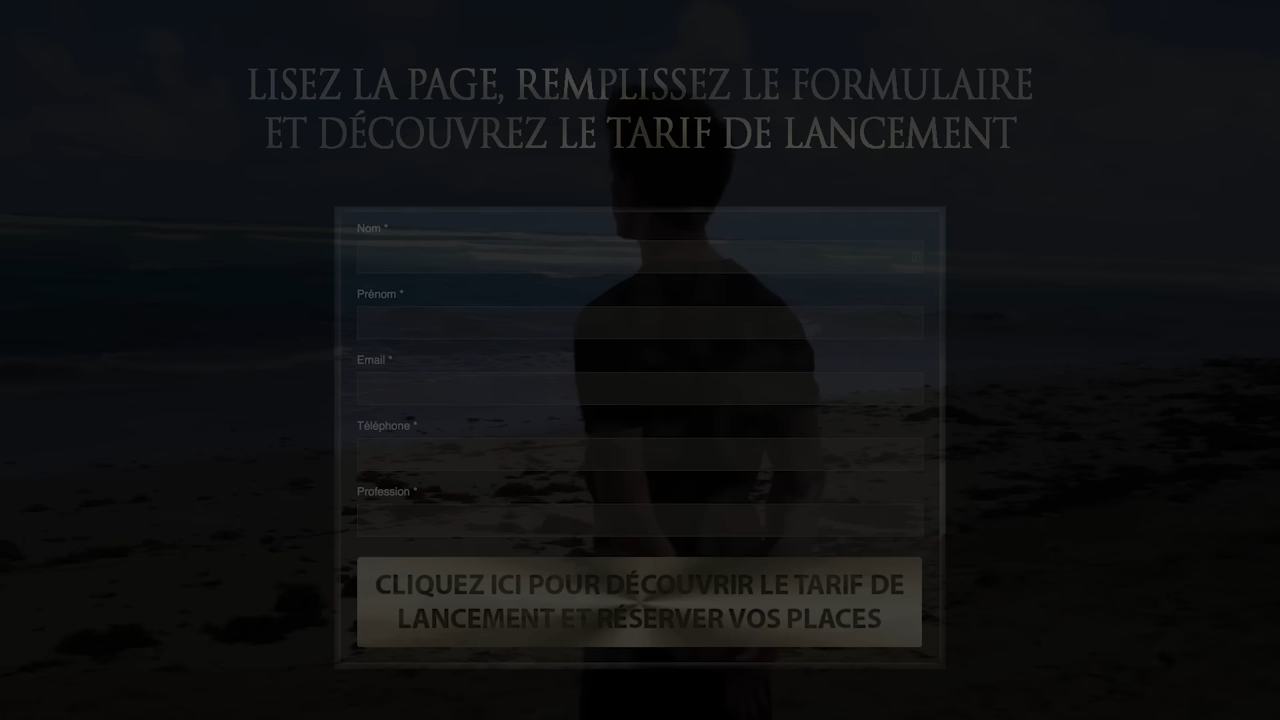 LISEZ LA PAGE, REMPLISSEZ LE FORMULAIRE
ET DÉCOUVREZ LE TARIF DE LANCEMENT
Nom *
Prénom *
Email *
Téléphone *
Profession *
CLIQUEZ ICI POUR DÉCOUVRIR LE TARIF DE
LANCEMENT ET RÉSERVER VOS PLACES